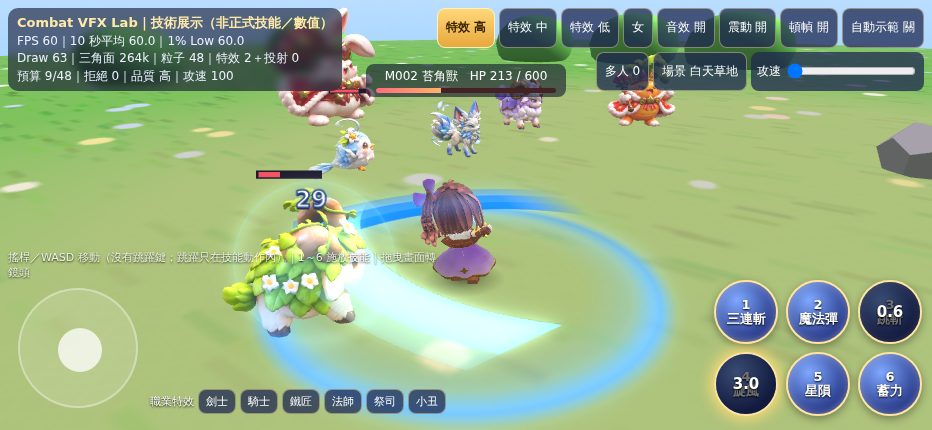 Combat VFX Lab｜技術展示（非正式技能／數值）
FPS 60｜10 秒平均 60.0｜1% Low 60.0
Draw 63｜三角面 264k｜粒子 48｜特效 2＋投射 0
預算 9/48｜拒絕 0｜品質 高｜攻速 100
特效 高
特效 中
特效 低
女
音效 開
震動 開
頓幀 開
自動示範 關
多人 0
場景 白天草地
攻速
M002 苔角獸 HP 213 / 600
29
搖桿／WASD 移動（沒有跳躍鍵；跳躍只在技能動作內）｜1～6 施放技能｜拖曳畫面轉
鏡頭
1
三連斬
2
魔法彈
3
0.6
4
3.0
旋風
5
星隕
6
蓄力
職業特效
劍士
騎士
鐵匠
法師
祭司
小丑